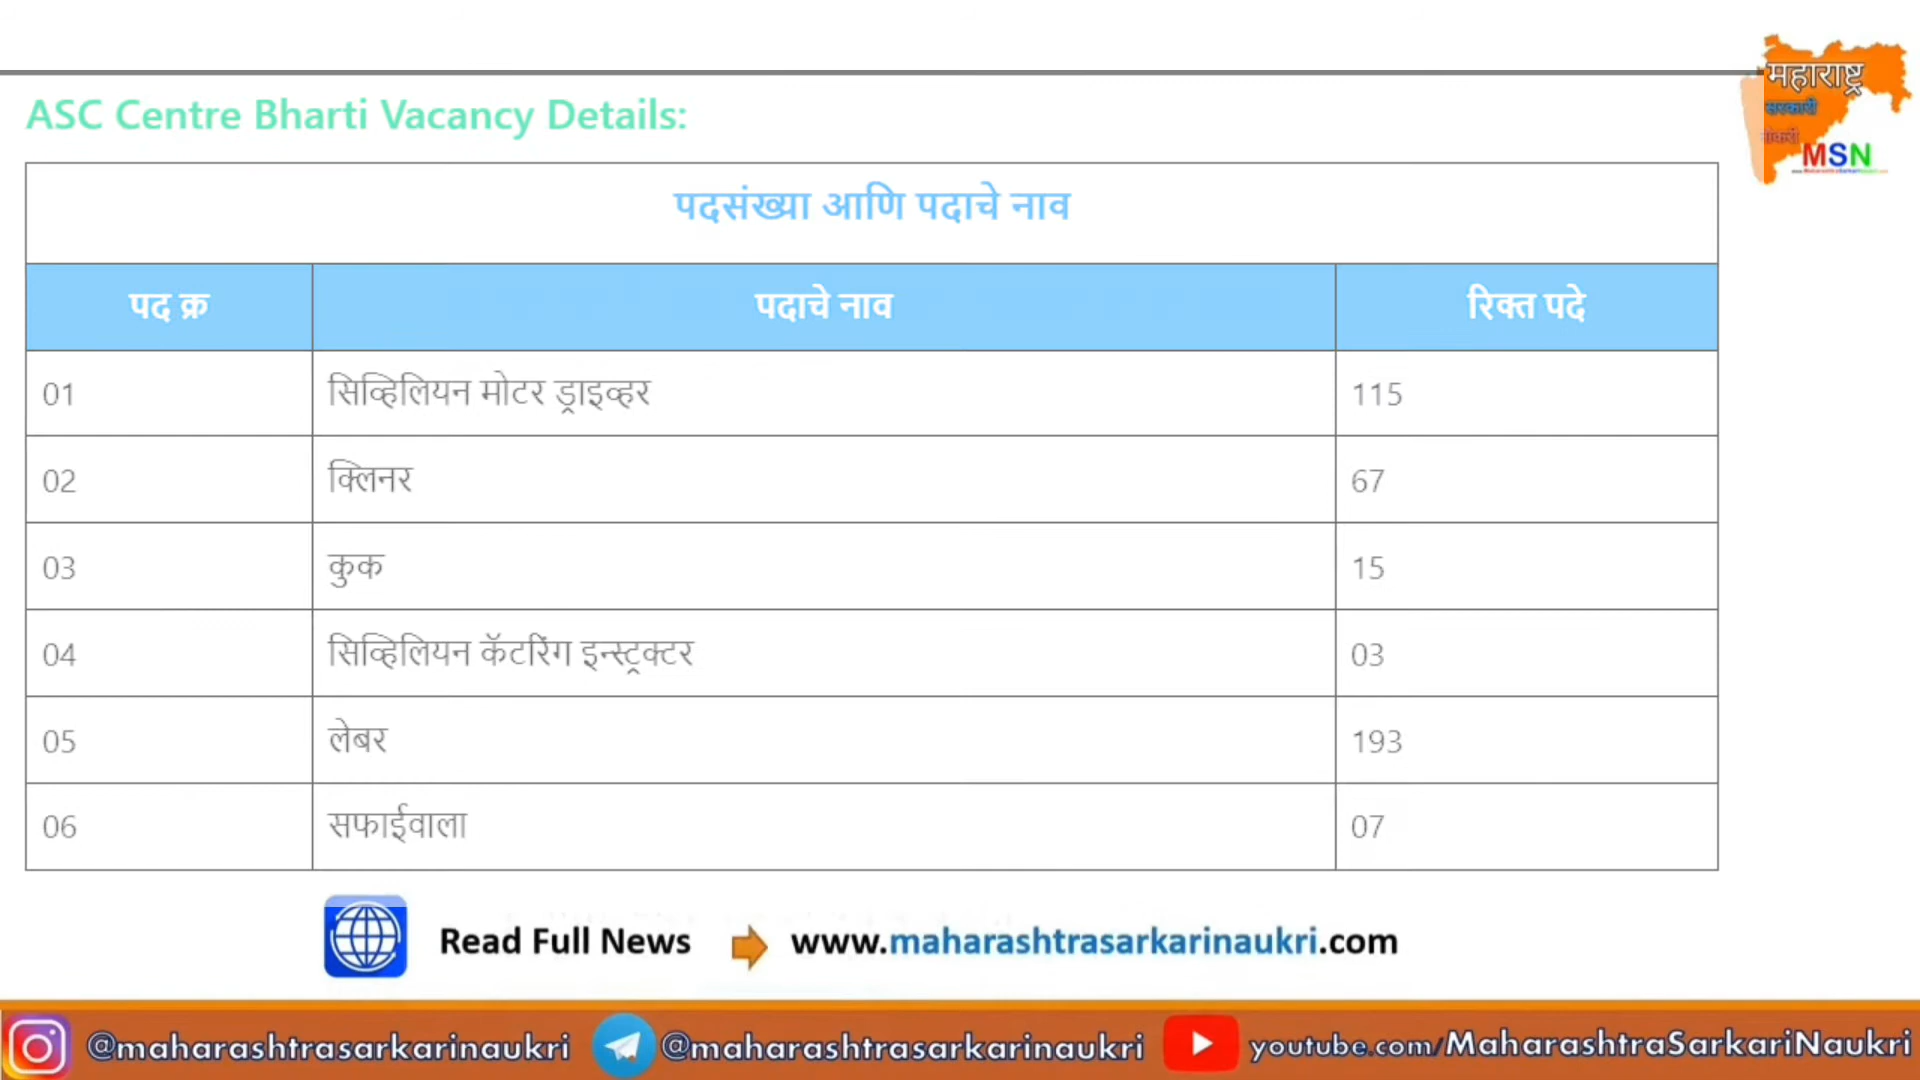 महाराष्ट्र
सरकारी
नोकरी
MSN
ASC Centre Bharti Vacancy Details:
पदसंख्या आणि पदाचे नाव
पद क्र पदाचे नाव रिक्त पदे
01 सिव्हिलियन मोटर ड्राइव्हर 115
02 क्लिनर 67
03 कुक 15
04 सिव्हिलियन कॅटरिंग इन्स्ट्रक्टर 03
05 लेबर 193
06 सफाईवाला 07
Read Full News www.maharashtrasarkarinaukri.com
@maharashtrasarkarinaukri @maharashtrasarkarinaukri youtube.com/MaharashtraSarkariNaukri